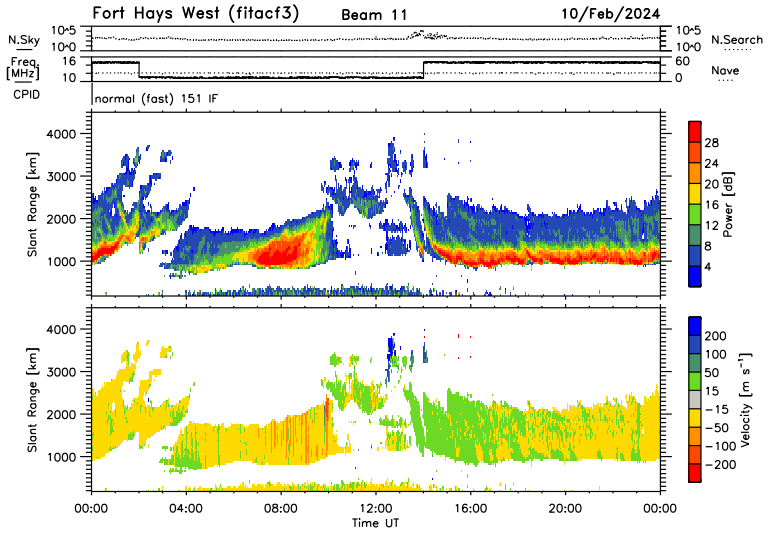 Fort Hays West (fitacf3) Beam 11 10/Feb/2024
N.Sky 10^5 10^0 10^5 10^0 N.Search
Freq. [MHz] 16 10 60 0 Nave
CPID normal (fast) 151 IF
Slant Range [km] 4000 3000 2000 1000
Power [dB] 28 24 20 16 12 8 4
Slant Range [km] 4000 3000 2000 1000
Velocity [m s⁻¹] 200 100 50 15 −15 −50 −100 −200
00:00 04:00 08:00 12:00 16:00 20:00 00:00
Time UT